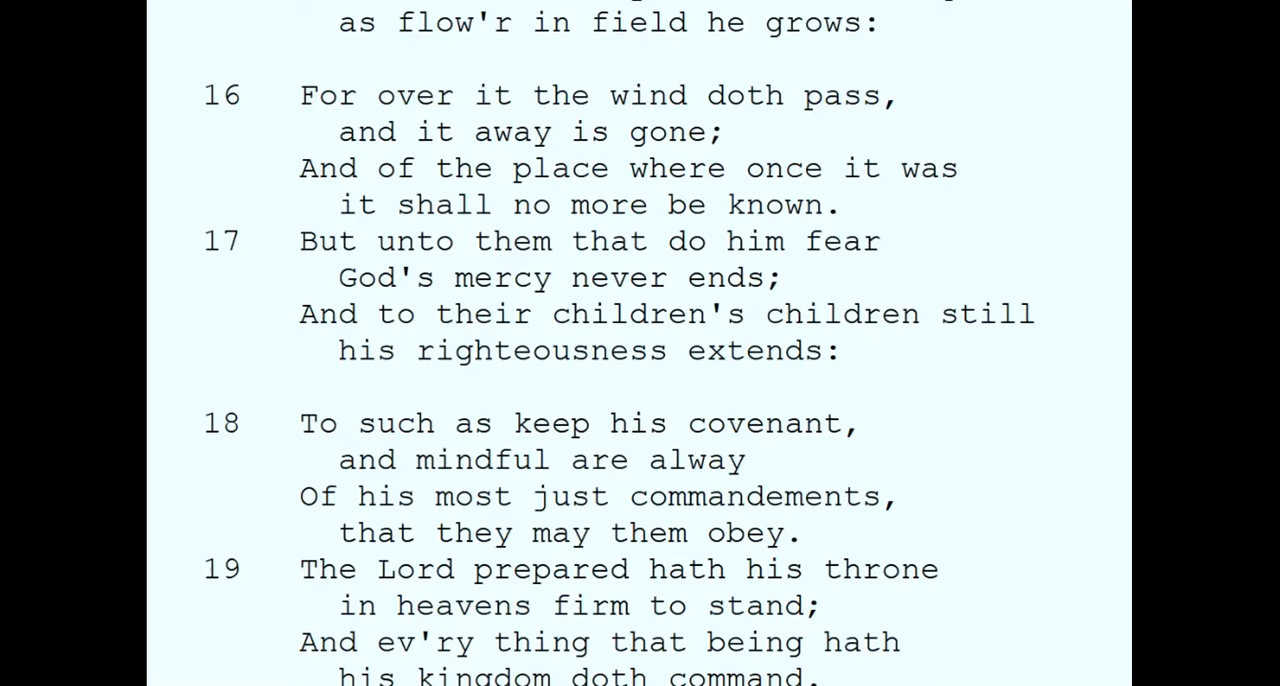 as flow'r in field he grows:
16 For over it the wind doth pass,
and it away is gone;
And of the place where once it was
it shall no more be known.
17 But unto them that do him fear
God's mercy never ends;
And to their children's children still
his righteousness extends:
18 To such as keep his covenant,
and mindful are alway
Of his most just commandements,
that they may them obey.
19 The Lord prepared hath his throne
in heavens firm to stand;
And ev'ry thing that being hath
his kingdom doth command.